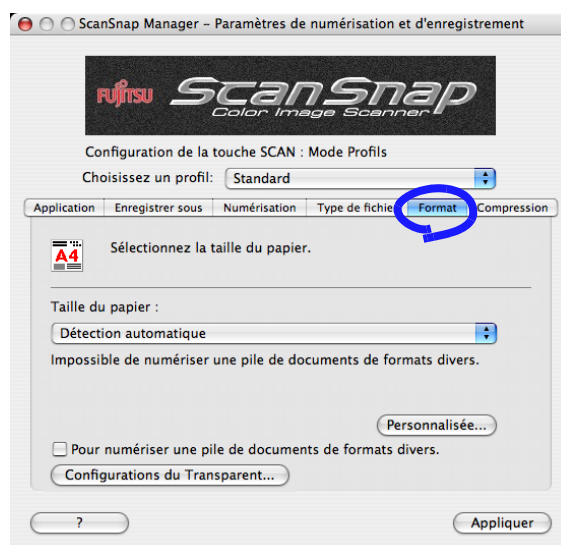 ScanSnap Manager – Paramètres de numérisation et d'enregistrement
FUJITSU ScanSnap
Color Image Scanner
Configuration de la touche SCAN : Mode Profils
Choisissez un profil: Standard
Application Enregistrer sous Numérisation Type de fichie Format Compression
A4
Sélectionnez la taille du papier.
Taille du papier :
Détection automatique
Impossible de numériser une pile de documents de formats divers.
Personnalisée...
Pour numériser une pile de documents de formats divers.
Configurations du Transparent...
? Appliquer